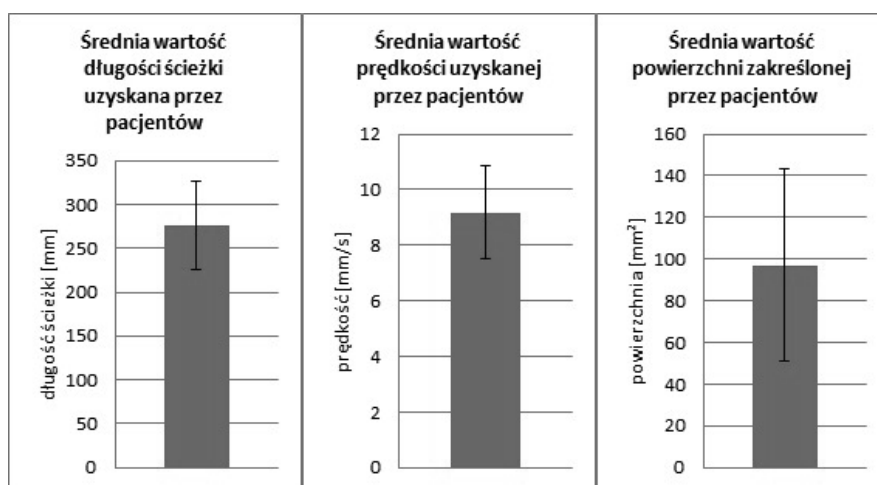 Średnia wartość
długości ścieżki
uzyskana przez
pacjentów
350
300
250
200
150
100
50
0
długość ścieżki [mm]
Średnia wartość
prędkości uzyskanej
przez pacjentów
12
10
8
6
4
2
0
prędkość [mm/s]
Średnia wartość
powierzchni zakreślonej
przez pacjentów
160
140
120
100
80
60
40
20
0
powierzchnia [mm²]